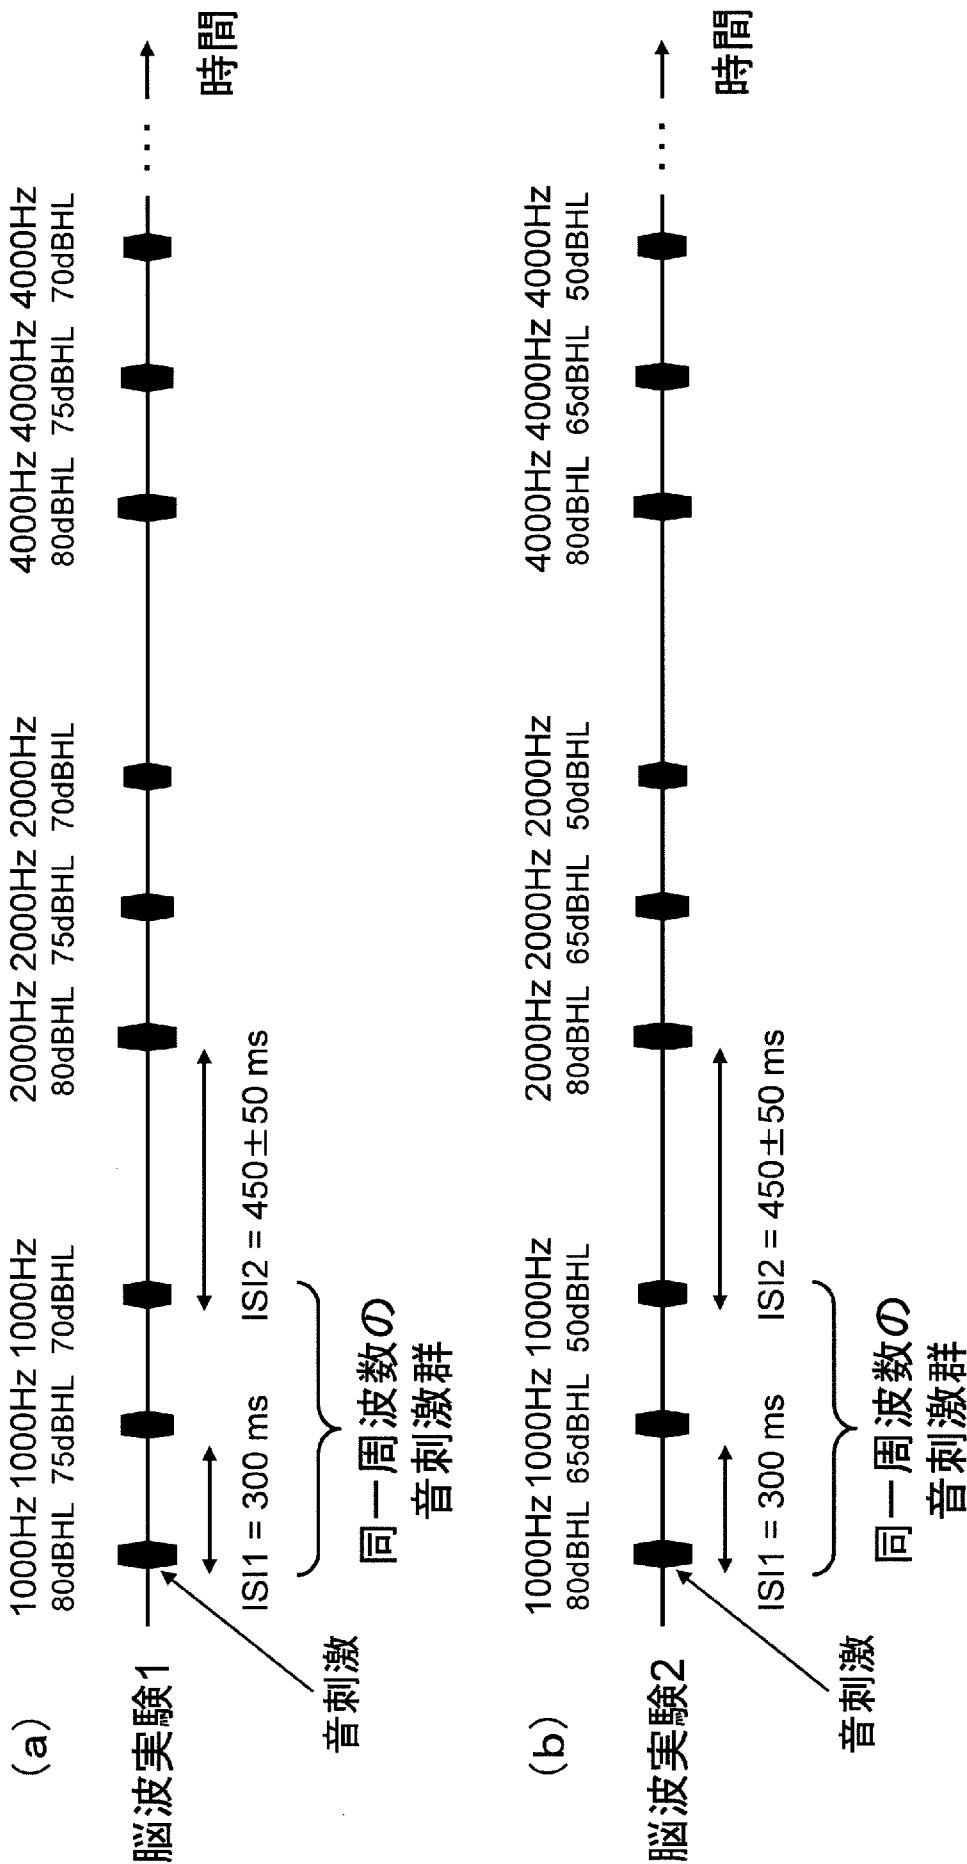 (a)
脳波実験1
1000Hz 1000Hz 1000Hz
80dBHL 75dBHL 70dBHL
2000Hz 2000Hz 2000Hz
80dBHL 75dBHL 70dBHL
4000Hz 4000Hz 4000Hz
80dBHL 75dBHL 70dBHL
…
時間
ISI1 = 300 ms
ISI2 = 450±50 ms
音刺激
同一周波数の
音刺激群
(b)
脳波実験2
1000Hz 1000Hz 1000Hz
80dBHL 65dBHL 50dBHL
2000Hz 2000Hz 2000Hz
80dBHL 65dBHL 50dBHL
4000Hz 4000Hz 4000Hz
80dBHL 65dBHL 50dBHL
…
時間
ISI1 = 300 ms
ISI2 = 450±50 ms
音刺激
同一周波数の
音刺激群